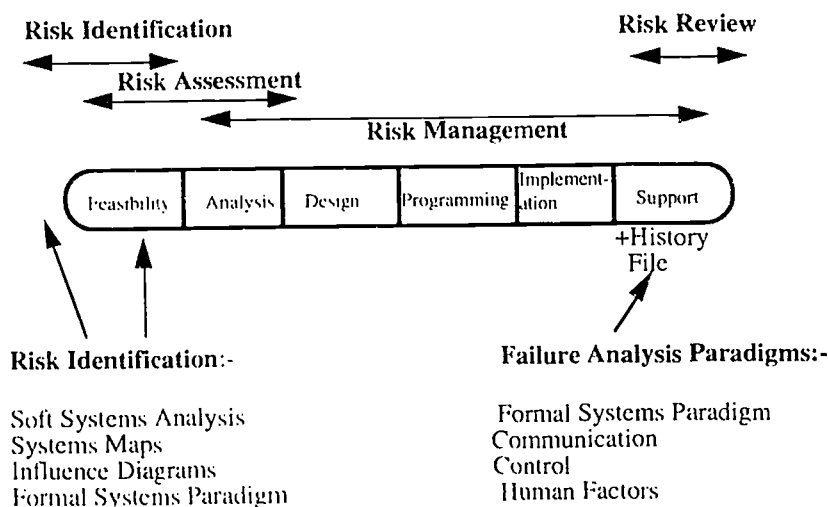 Risk Identification
Risk Review
Risk Assessment
Risk Management
Feasibility
Analysis
Design
Programming
Implement-
ation
Support
+History
File
Risk Identification:-
Soft Systems Analysis
Systems Maps
Influence Diagrams
Formal Systems Paradigm
Failure Analysis Paradigms:-
Formal Systems Paradigm
Communication
Control
Human Factors